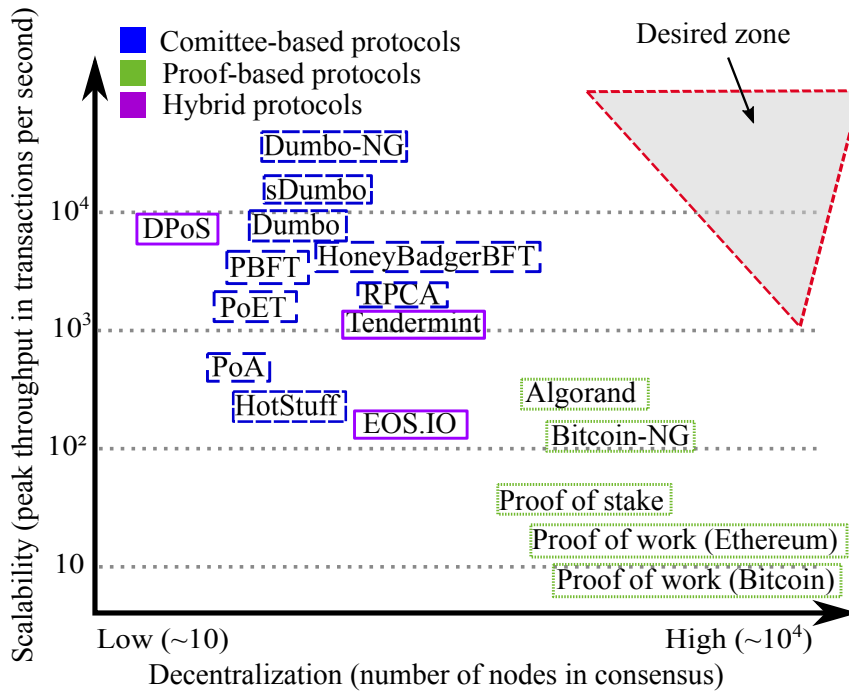 Comittee-based protocols
Proof-based protocols
Hybrid protocols
Desired zone
Scalability (peak throughput in transactions per second)
Dumbo-NG
sDumbo
10⁴
DPoS
Dumbo
HoneyBadgerBFT
PBFT
RPCA
PoET
10³
Tendermint
PoA
Algorand
HotStuff
EOS.IO
Bitcoin-NG
10²
Proof of stake
Proof of work (Ethereum)
10
Proof of work (Bitcoin)
Low (~10)
High (~10⁴)
Decentralization (number of nodes in consensus)